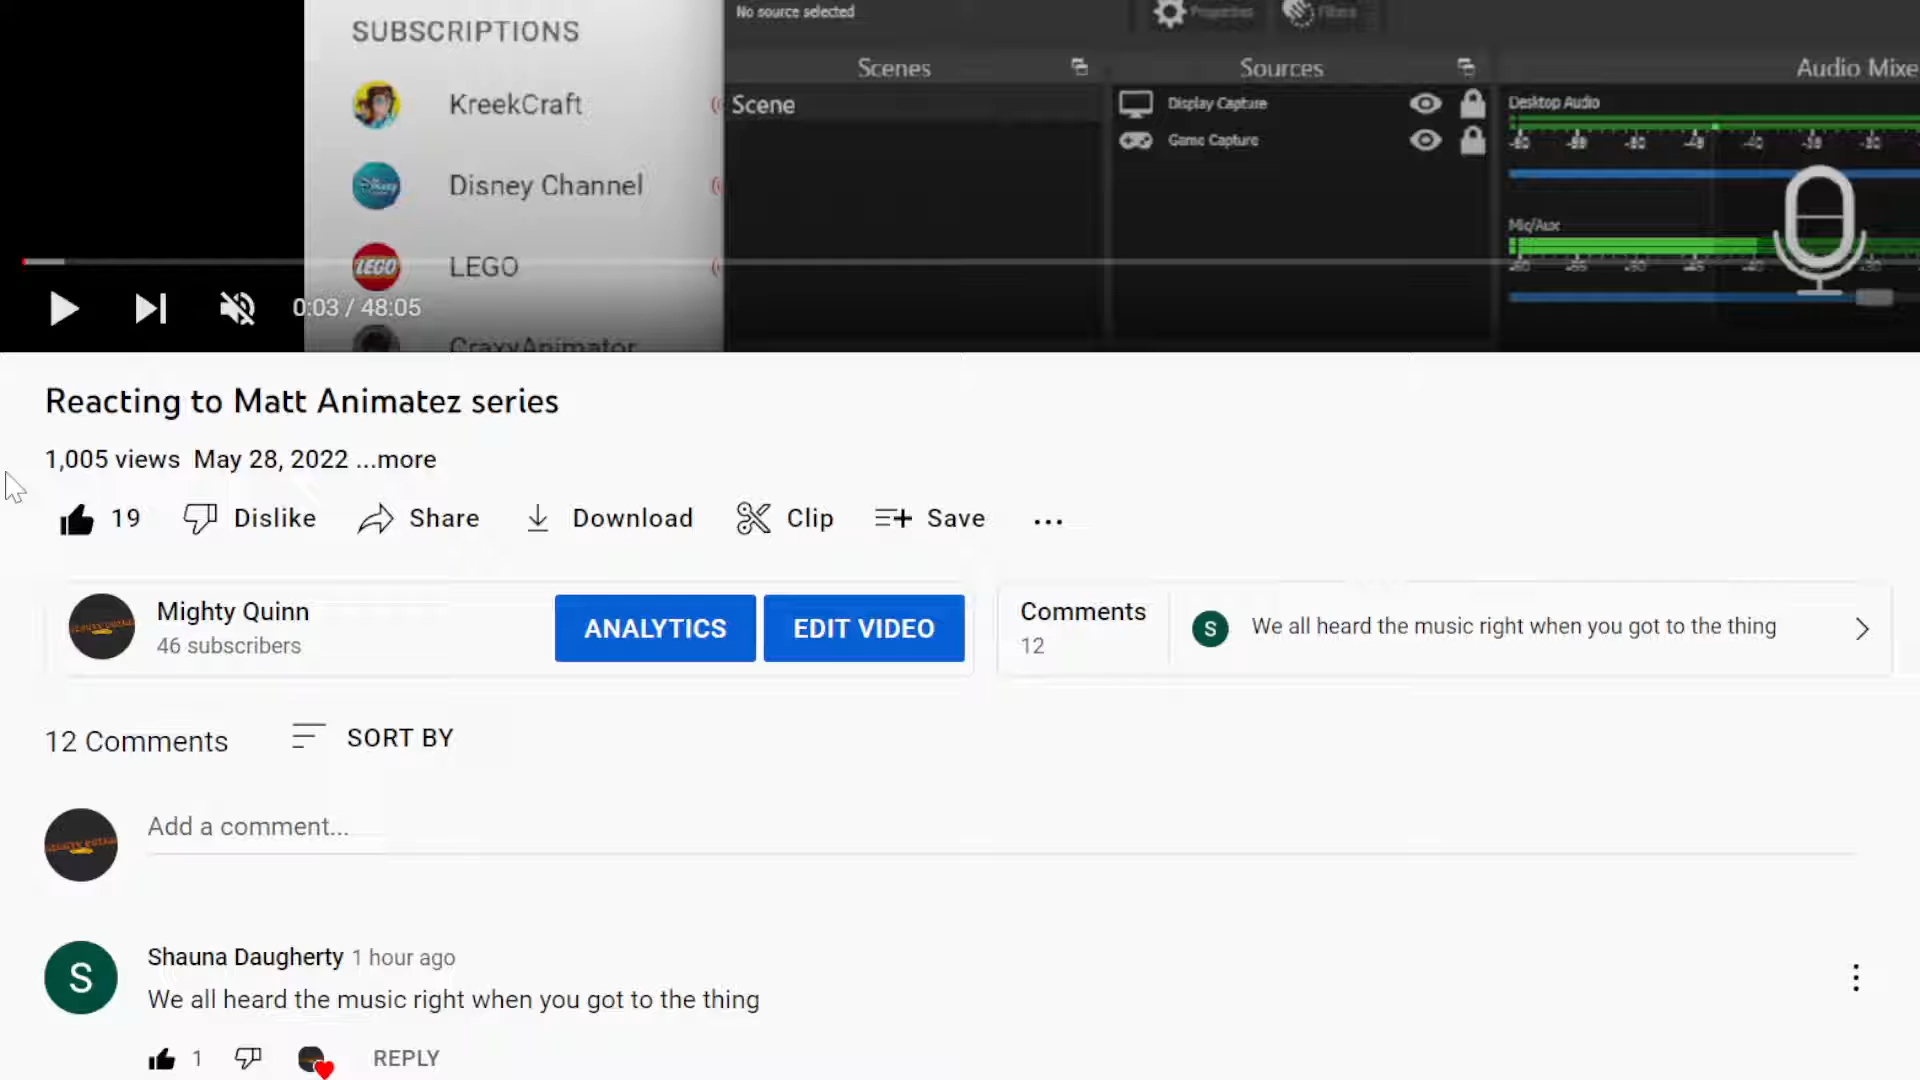 SUBSCRIPTIONS
KreekCraft
Disney Channel
LEGO
LEGO
CraxyAnimator
No source selected
Properties
Filters
Scenes
Scene
Sources
Display Capture
Game Capture
Audio Mixe
Desktop Audio
Mic/Aux
0:03 / 48:05
Reacting to Matt Animatez series
1,005 views May 28, 2022 ...more
19 Dislike Share Download Clip Save ...
Mighty Quinn
46 subscribers
ANALYTICS
EDIT VIDEO
Comments
12
S
We all heard the music right when you got to the thing
12 Comments
SORT BY
Add a comment...
S
Shauna Daugherty 1 hour ago
We all heard the music right when you got to the thing
1 REPLY